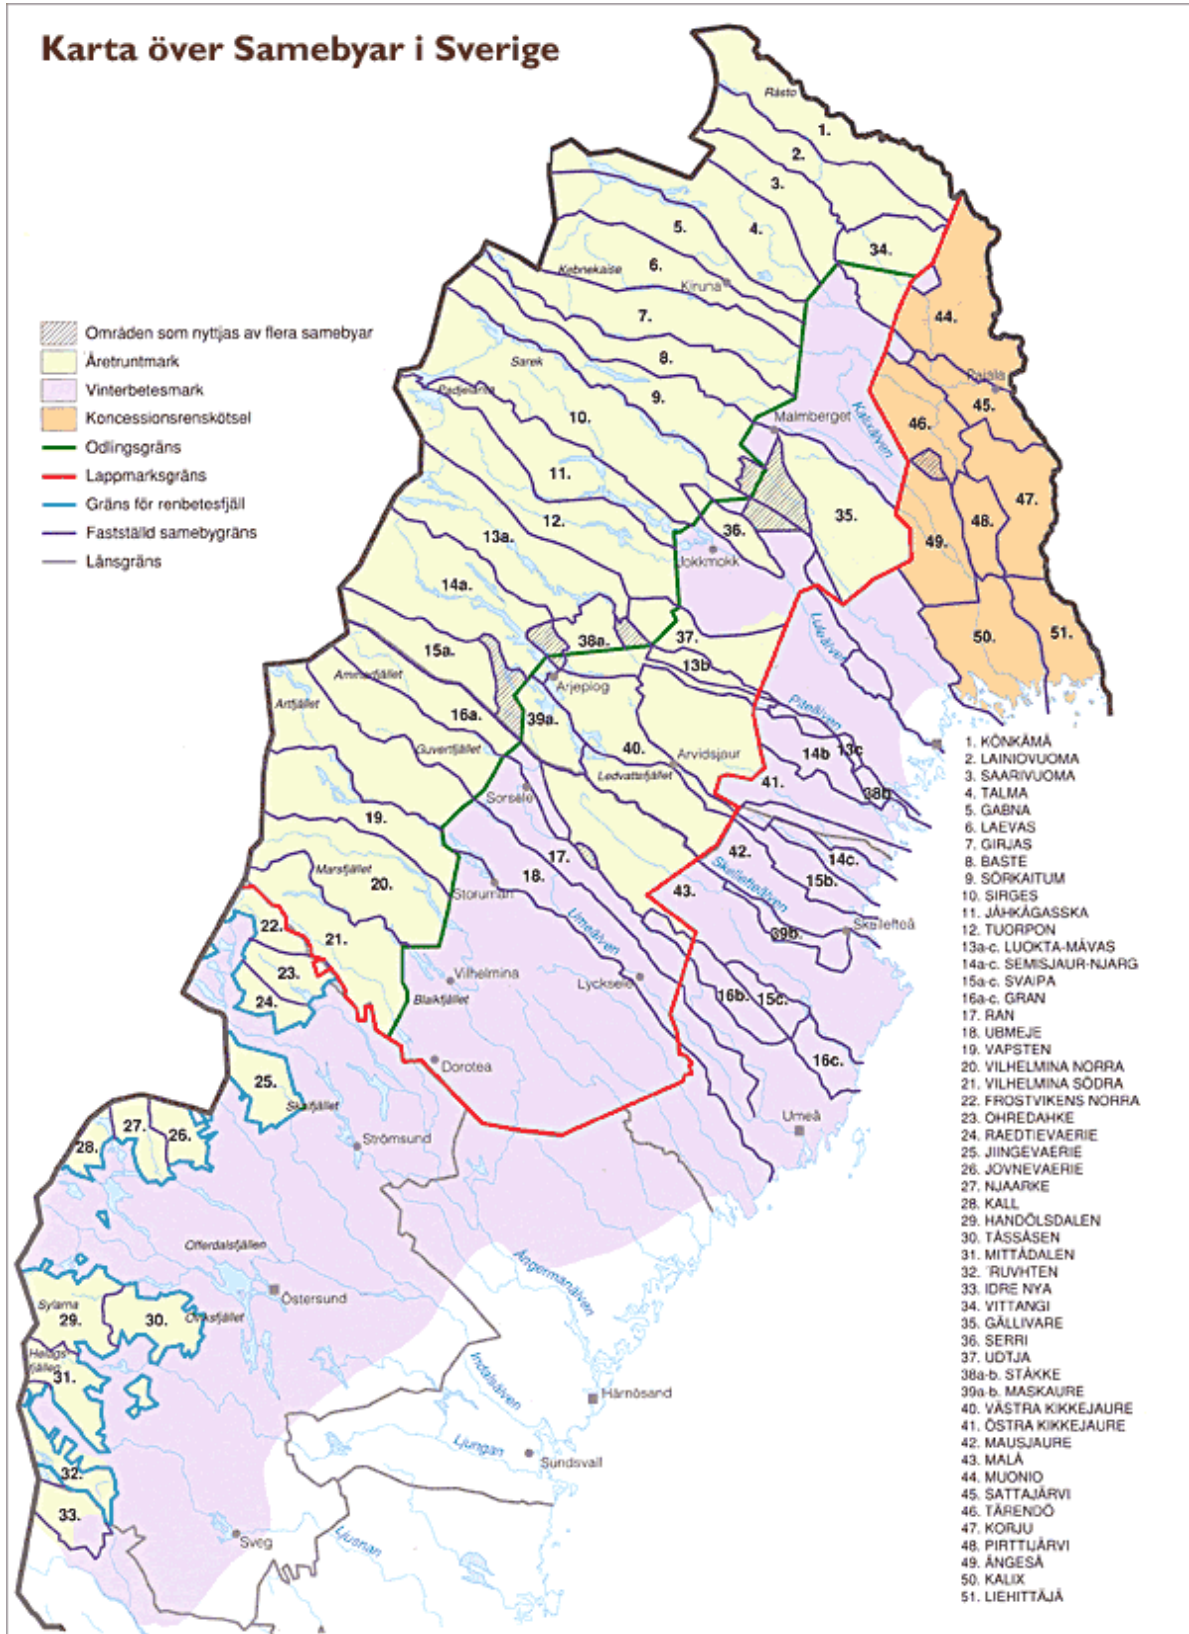 Karta över Samebyar i Sverige
Områden som nyttjas av flera samebyar
Åretruntmark
Vinterbetesmark
Koncessionsrenskötsel
Odlingsgräns
Lappmarksgräns
Gräns för renbetesfjäll
Fastställd samebygräns
Länsgräns
Råsto
1.
2.
3.
4.
5.
34.
6.
Kebnekaise
Kiruna
7.
44.
8.
Sarek
Padjelanta
9.
Pajala
45.
10.
Malmberget
Kalixälven
46.
11.
47.
12.
35.
48.
13a.
36.
Jokkmokk
49.
14a.
Luleälven
50.
51.
38a.
37.
15a.
13b
Ammarfjället
Arjeplog
Artfjället
16a.
39a.
Piteälven
Guvertfjället
40.
Arvidsjaur
14b
13c
Ledvattsfjället
41.
38b
Sorsele
19.
42.
14c.
Marsfjället
17.
Skellefteälven
15b.
20.
18.
43.
Storuman
Umeälven
39b.
Skellefteå
22.
21.
23.
Vilhelmina
Lycksele
24.
Blaikfjället
16b.
15c.
Dorotea
16c.
25.
Umeå
27.
26.
28.
Strömsund
Offerdalsfjällen
Ångermanälven
Östersund
Sylarna
29.
30.
Oviksfjället
Helags-
fjällen
31.
Indalsälven
Härnösand
Ljungan
Sundsvall
32.
33.
Sveg
Ljusnan
1. KÖNKÄMÄ
2. LAINIOVUOMA
3. SAARIVUOMA
4. TALMA
5. GABNA
6. LAEVAS
7. GIRJAS
8. BASTE
9. SÖRKAITUM
10. SIRGES
11. JÅHKÅGASSKA
12. TUORPON
13a-c. LUOKTA-MÁVAS
14a-c. SEMISJAUR-NJARG
15a-c. SVAIPA
16a-c. GRAN
17. RAN
18. UBMEJE
19. VAPSTEN
20. VILHELMINA NORRA
21. VILHELMINA SÖDRA
22. FROSTVIKENS NORRA
23. OHREDAHKE
24. RAEDTIEVAERIE
25. JIINGEVAERIE
26. JOVNEVAERIE
27. NJAARKE
28. KALL
29. HANDÖLSDALEN
30. TÅSSÅSEN
31. MITTÅDALEN
32. ´RUVHTEN
33. IDRE NYA
34. VITTANGI
35. GÄLLIVARE
36. SERRI
37. UDTJA
38a-b. STÅKKE
39a-b. MASKAURE
40. VÄSTRA KIKKEJAURE
41. ÖSTRA KIKKEJAURE
42. MAUSJAURE
43. MALÅ
44. MUONIO
45. SATTAJÄRVI
46. TÄRENDÖ
47. KORJU
48. PIRTTIJÄRVI
49. ÄNGESÅ
50. KALIX
51. LIEHITTÄJÄ